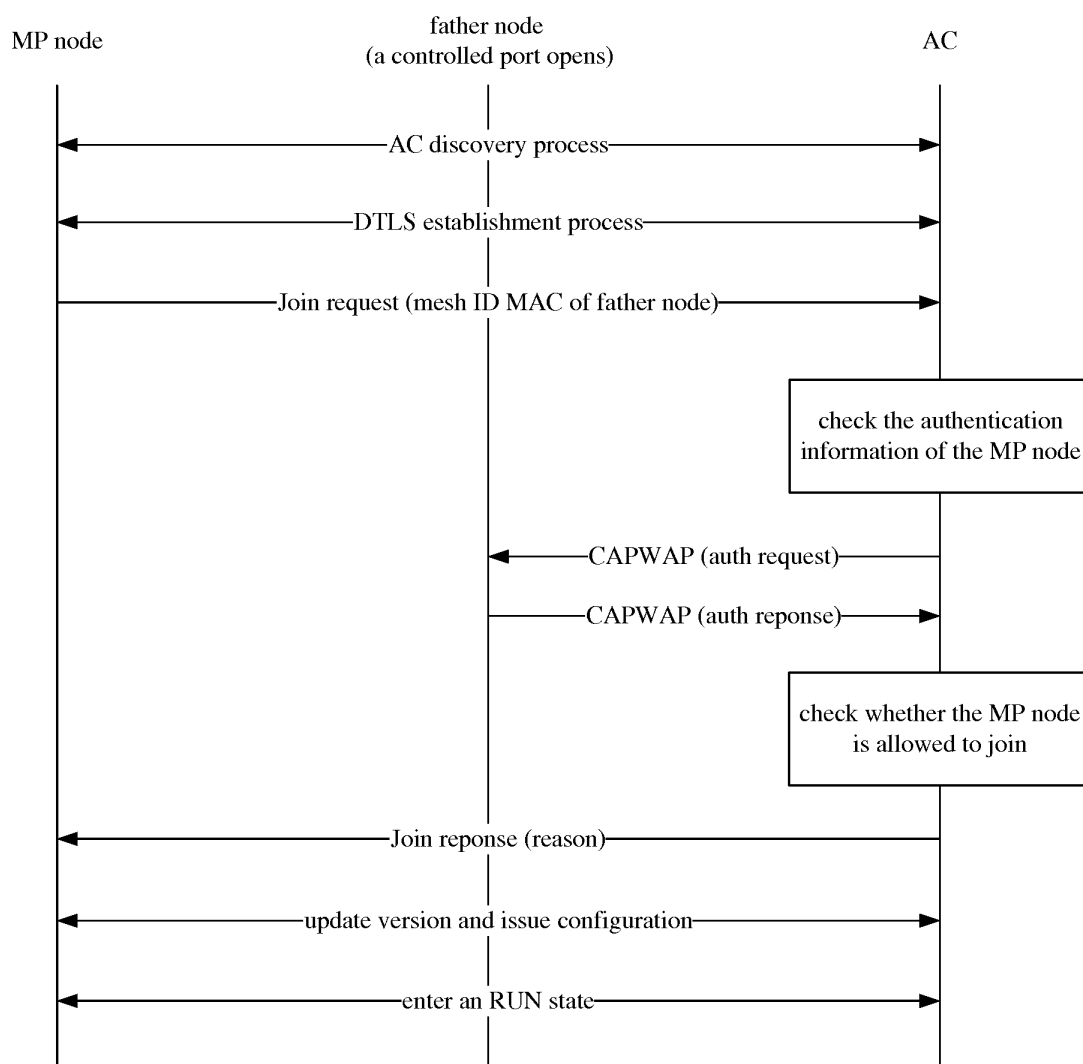 MP node
father node
(a controlled port opens)
AC
AC discovery process
DTLS establishment process
Join request (mesh ID MAC of father node)
check the authentication
information of the MP node
CAPWAP (auth request)
CAPWAP (auth reponse)
check whether the MP node
is allowed to join
Join reponse (reason)
update version and issue configuration
enter an RUN state